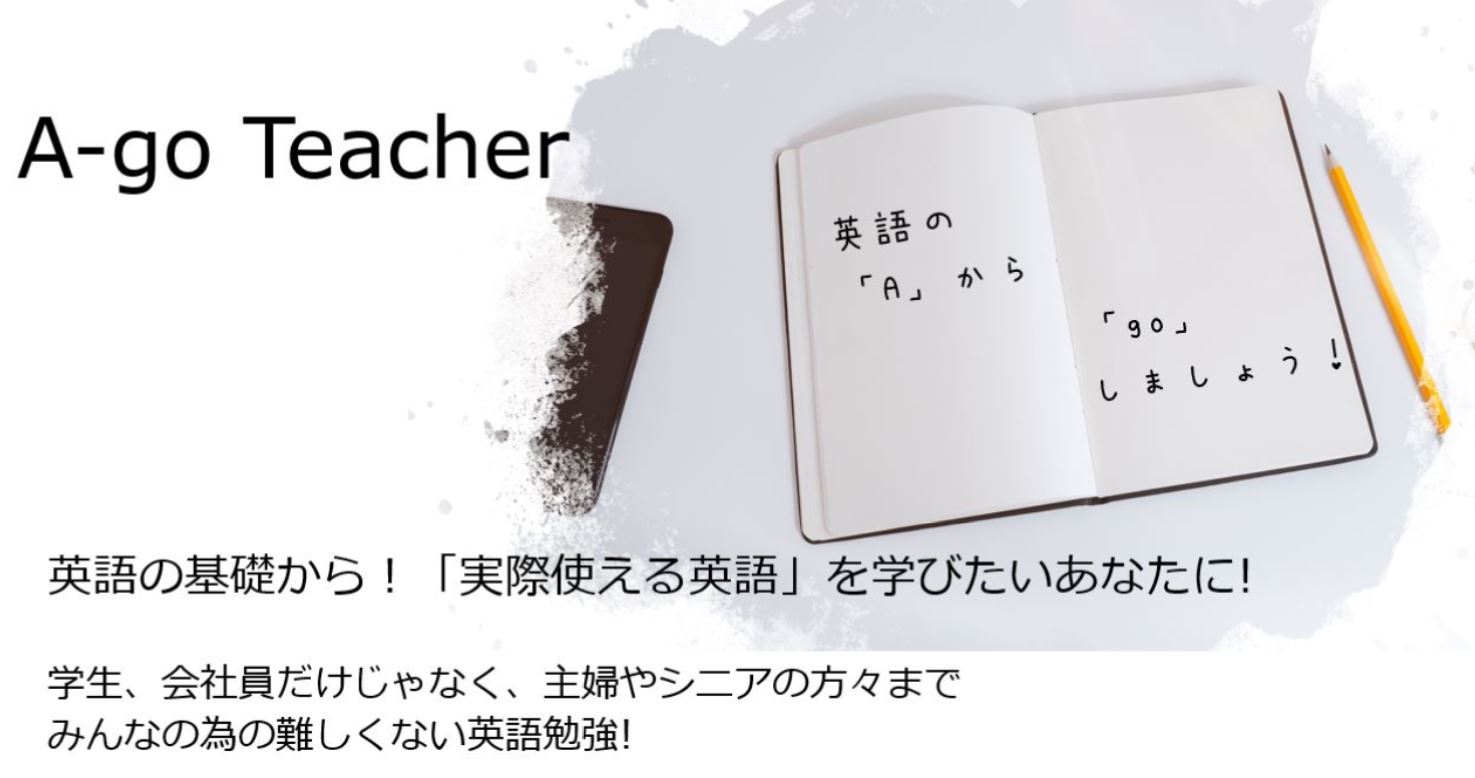 A-go Teacher
英語の
「A」から
「go」
しましょう!
英語の基礎から！「実際使える英語」を学びたいあなたに!
学生、会社員だけじゃなく、主婦やシニアの方々まで
みんなの為の難しくない英語勉強!